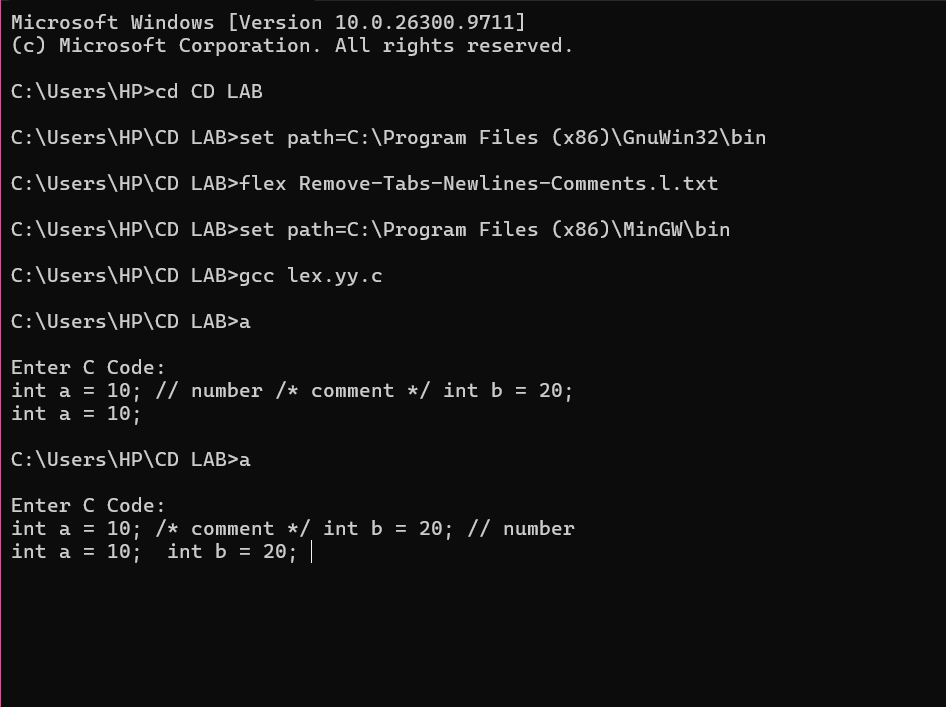 Microsoft Windows [Version 10.0.26300.9711]
(c) Microsoft Corporation. All rights reserved.
C:\Users\HP>cd CD LAB
C:\Users\HP\CD LAB>set path=C:\Program Files (x86)\GnuWin32\bin
C:\Users\HP\CD LAB>flex Remove-Tabs-Newlines-Comments.l.txt
C:\Users\HP\CD LAB>set path=C:\Program Files (x86)\MinGW\bin
C:\Users\HP\CD LAB>gcc lex.yy.c
C:\Users\HP\CD LAB>a
Enter C Code:
int a = 10; // number /* comment */ int b = 20;
int a = 10;
C:\Users\HP\CD LAB>a
Enter C Code:
int a = 10; /* comment */ int b = 20; // number
int a = 10;  int b = 20;